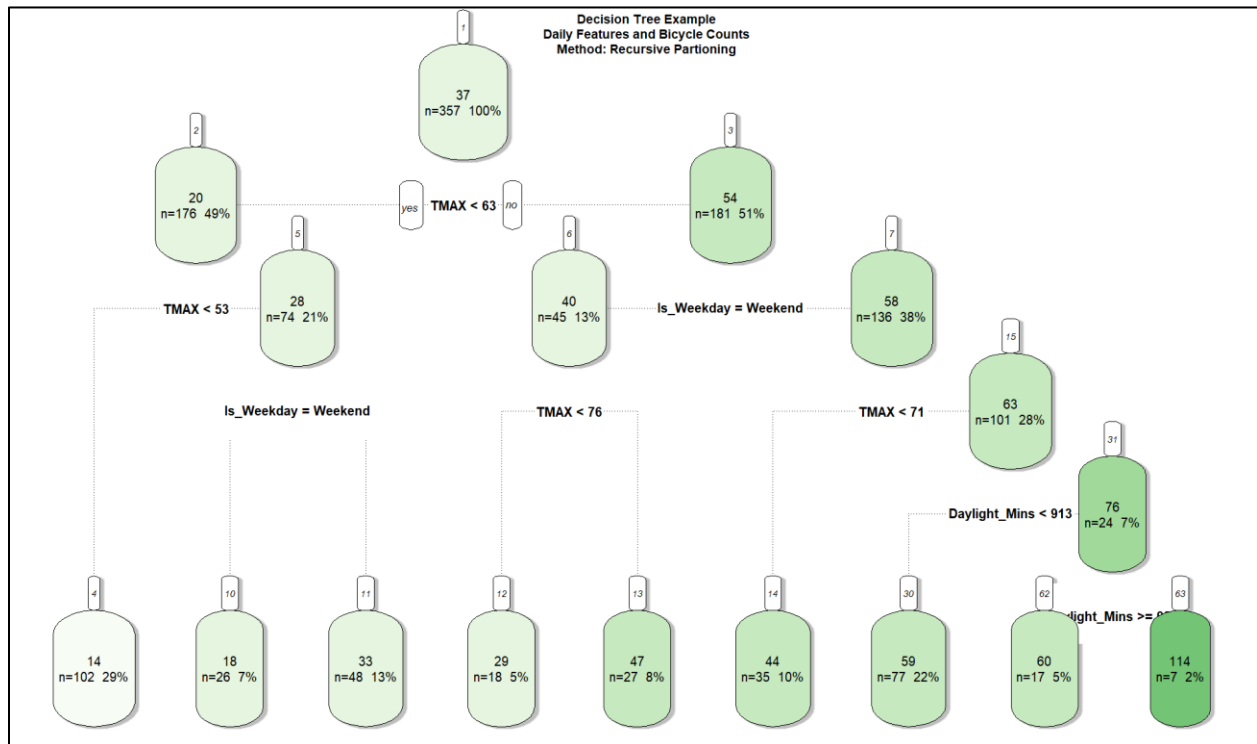 Decision Tree Example
Daily Features and Bicycle Counts
Method: Recursive Partioning
1
37
n=357 100%
2
20
n=176 49%
yes
TMAX < 63
no
3
54
n=181 51%
5
28
n=74 21%
6
40
n=45 13%
7
58
n=136 38%
TMAX < 53
Is_Weekday = Weekend
15
63
n=101 28%
Is_Weekday = Weekend
TMAX < 76
TMAX < 71
31
76
n=24 7%
Daylight_Mins < 913
4
14
n=102 29%
10
18
n=26 7%
11
33
n=48 13%
12
29
n=18 5%
13
47
n=27 8%
14
44
n=35 10%
30
59
n=77 22%
62
60
n=17 5%
ylight_Mins >=
63
114
n=7 2%